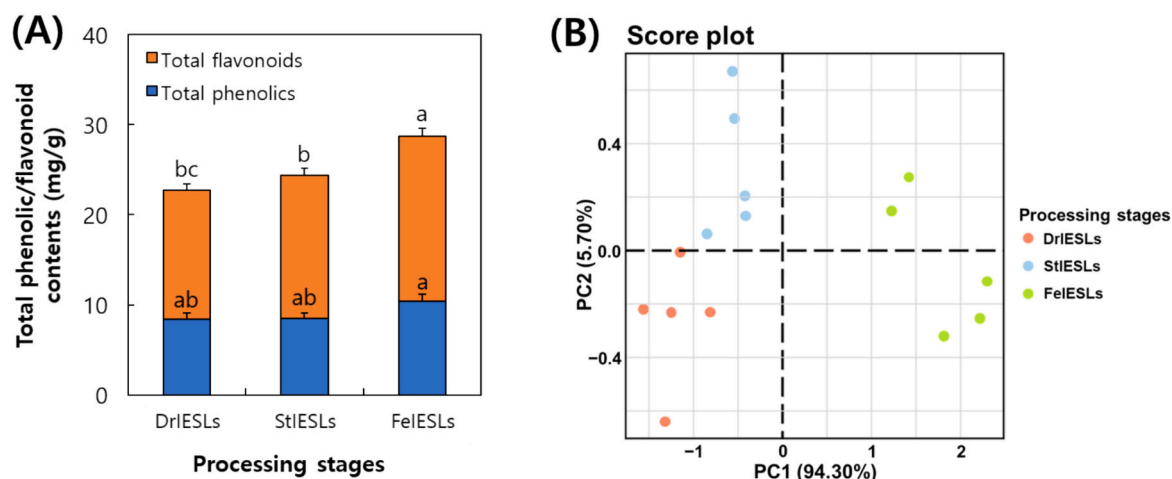 (A)
Total phenolic/flavonoid
contents (mg/g)
40
30
20
10
0
Total flavonoids
Total phenolics
bc
b
a
ab
ab
a
DrIESLs
StIESLs
FeIESLs
Processing stages
(B)
Score plot
PC2 (5.70%)
0.4
0.0
−0.4
−1
0
1
2
PC1 (94.30%)
Processing stages
DrIESLs
StIESLs
FeIESLs